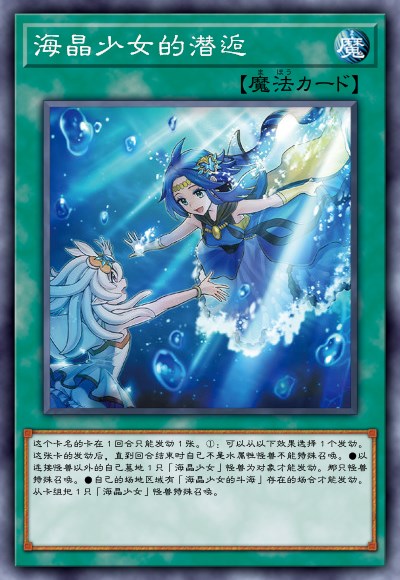 海晶少女的潜逅
魔
【魔法カード】
まほう
这个卡名的卡在1回合只能发动1张。①：可以从以下效果选择1个发动。
这张卡的发动后，直到回合结束时自己不是水属性怪兽不能特殊召唤。●以
连接怪兽以外的自己墓地1只「海晶少女」怪兽为对象才能发动。那只怪兽
特殊召唤。●自己的场地区域有「海晶少女的斗海」存在的场合才能发动。
从卡组把1只「海晶少女」怪兽特殊召唤。